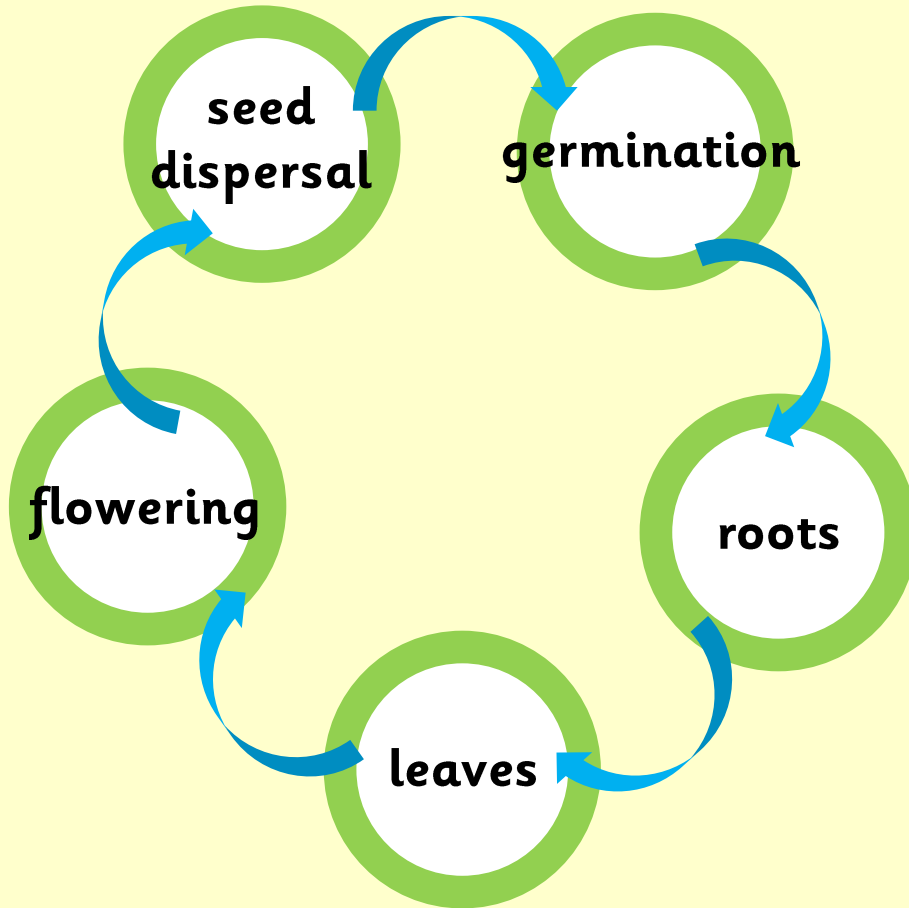 seed
dispersal
germination
roots
leaves
flowering